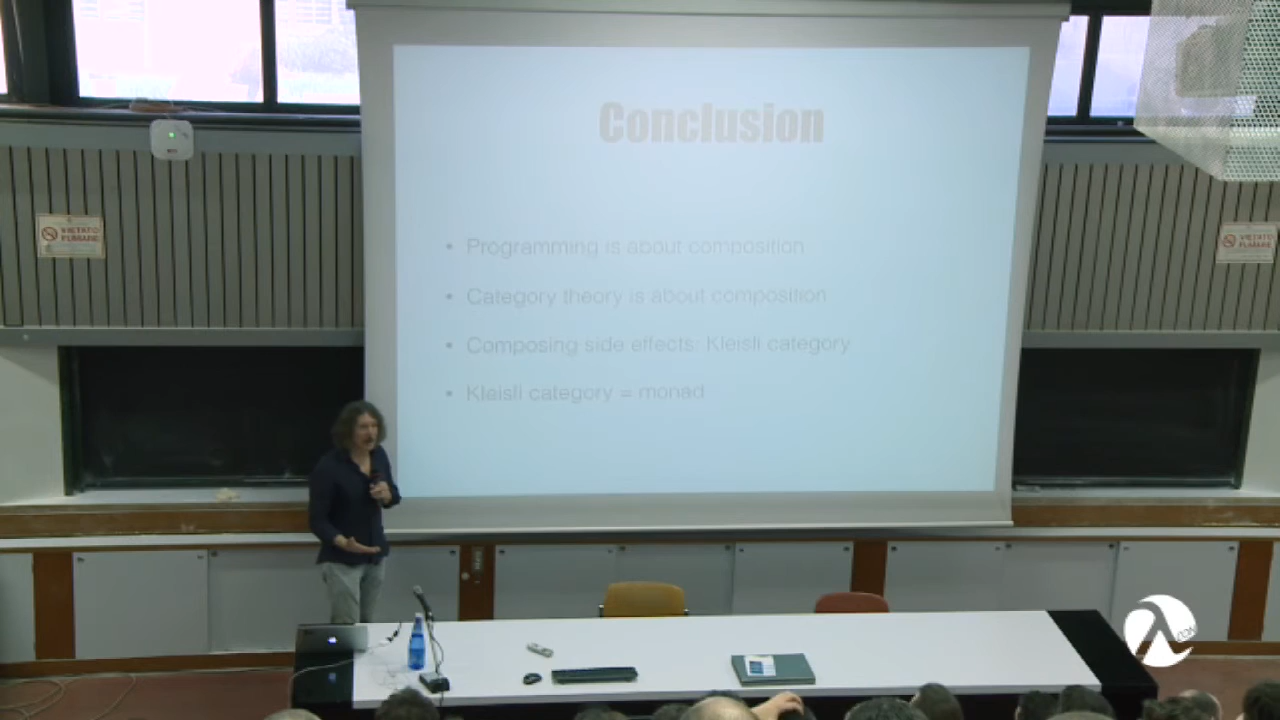 Conclusion
• Programming is about composition
• Category theory is about composition
• Composing side effects: Kleisli category
• Kleisli category = monad
VIETATO
FUMARE
VIETATO
FUMARE
.COM